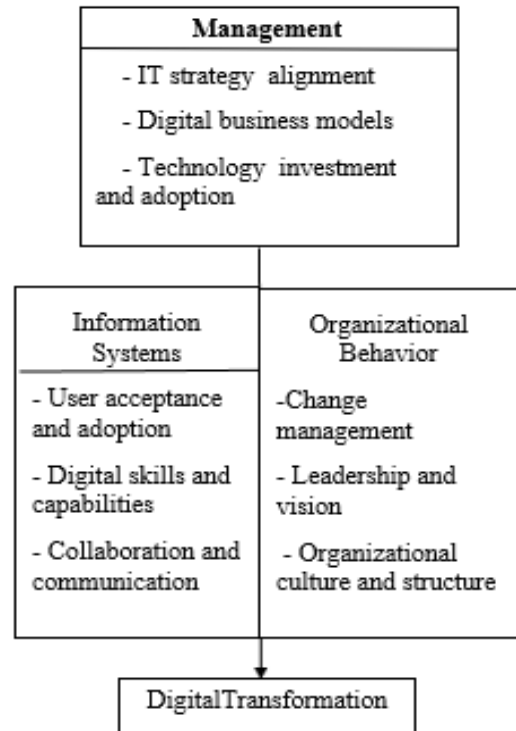 Management
- IT strategy alignment
- Digital business models
- Technology investment
and adoption
Information
Systems
- User acceptance
and adoption
- Digital skills and
capabilities
- Collaboration and
communication
Organizational
Behavior
-Change
management
- Leadership and
vision
- Organizational
culture and structure
DigitalTransformation